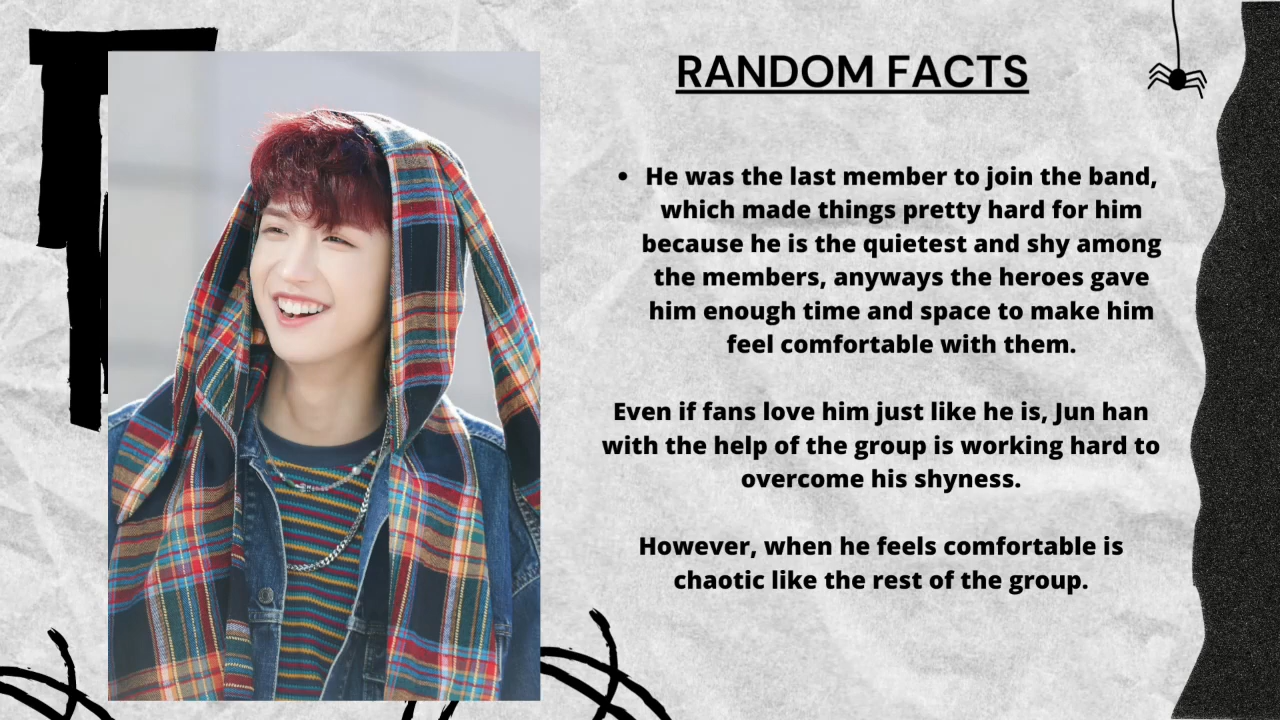 RANDOM FACTS
• He was the last member to join the band,
which made things pretty hard for him
because he is the quietest and shy among
the members, anyways the heroes gave
him enough time and space to make him
feel comfortable with them.
Even if fans love him just like he is, Jun han
with the help of the group is working hard to
overcome his shyness.
However, when he feels comfortable is
chaotic like the rest of the group.